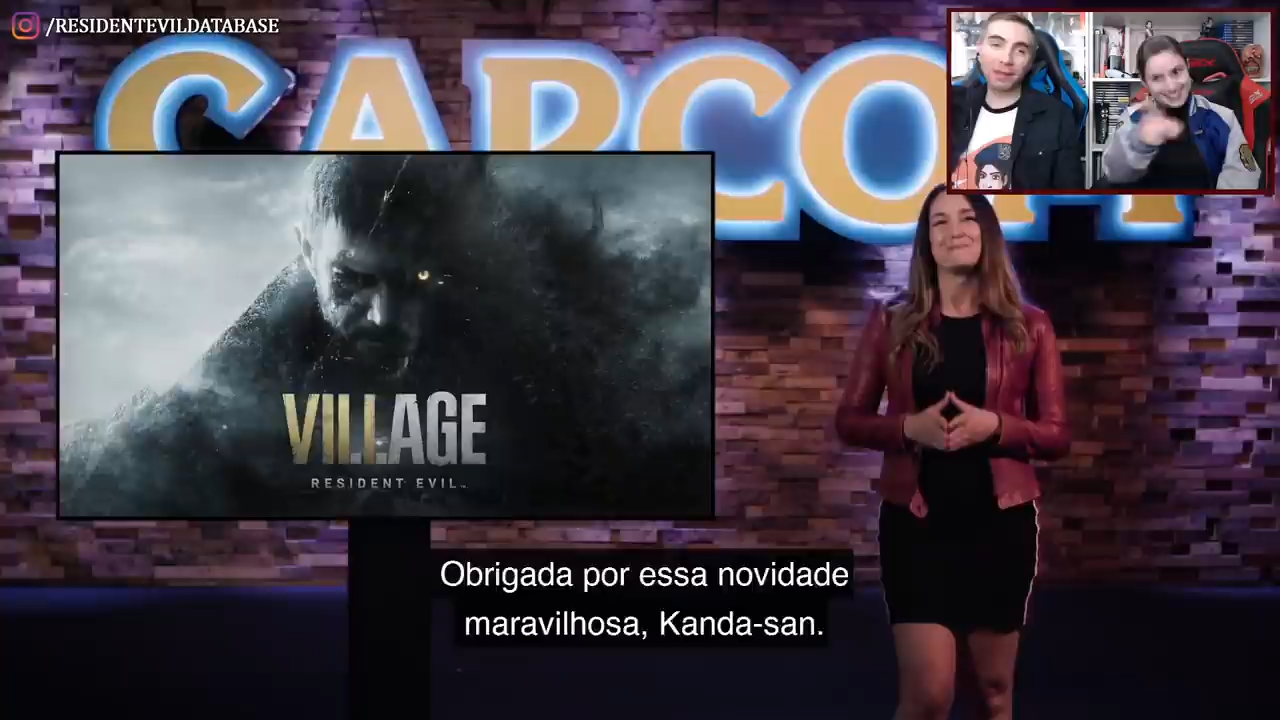 /RESIDENTEVILDATABASE
CAPCOM
VILLAGE
RESIDENT EVIL
Obrigada por essa novidade
maravilhosa, Kanda-san.